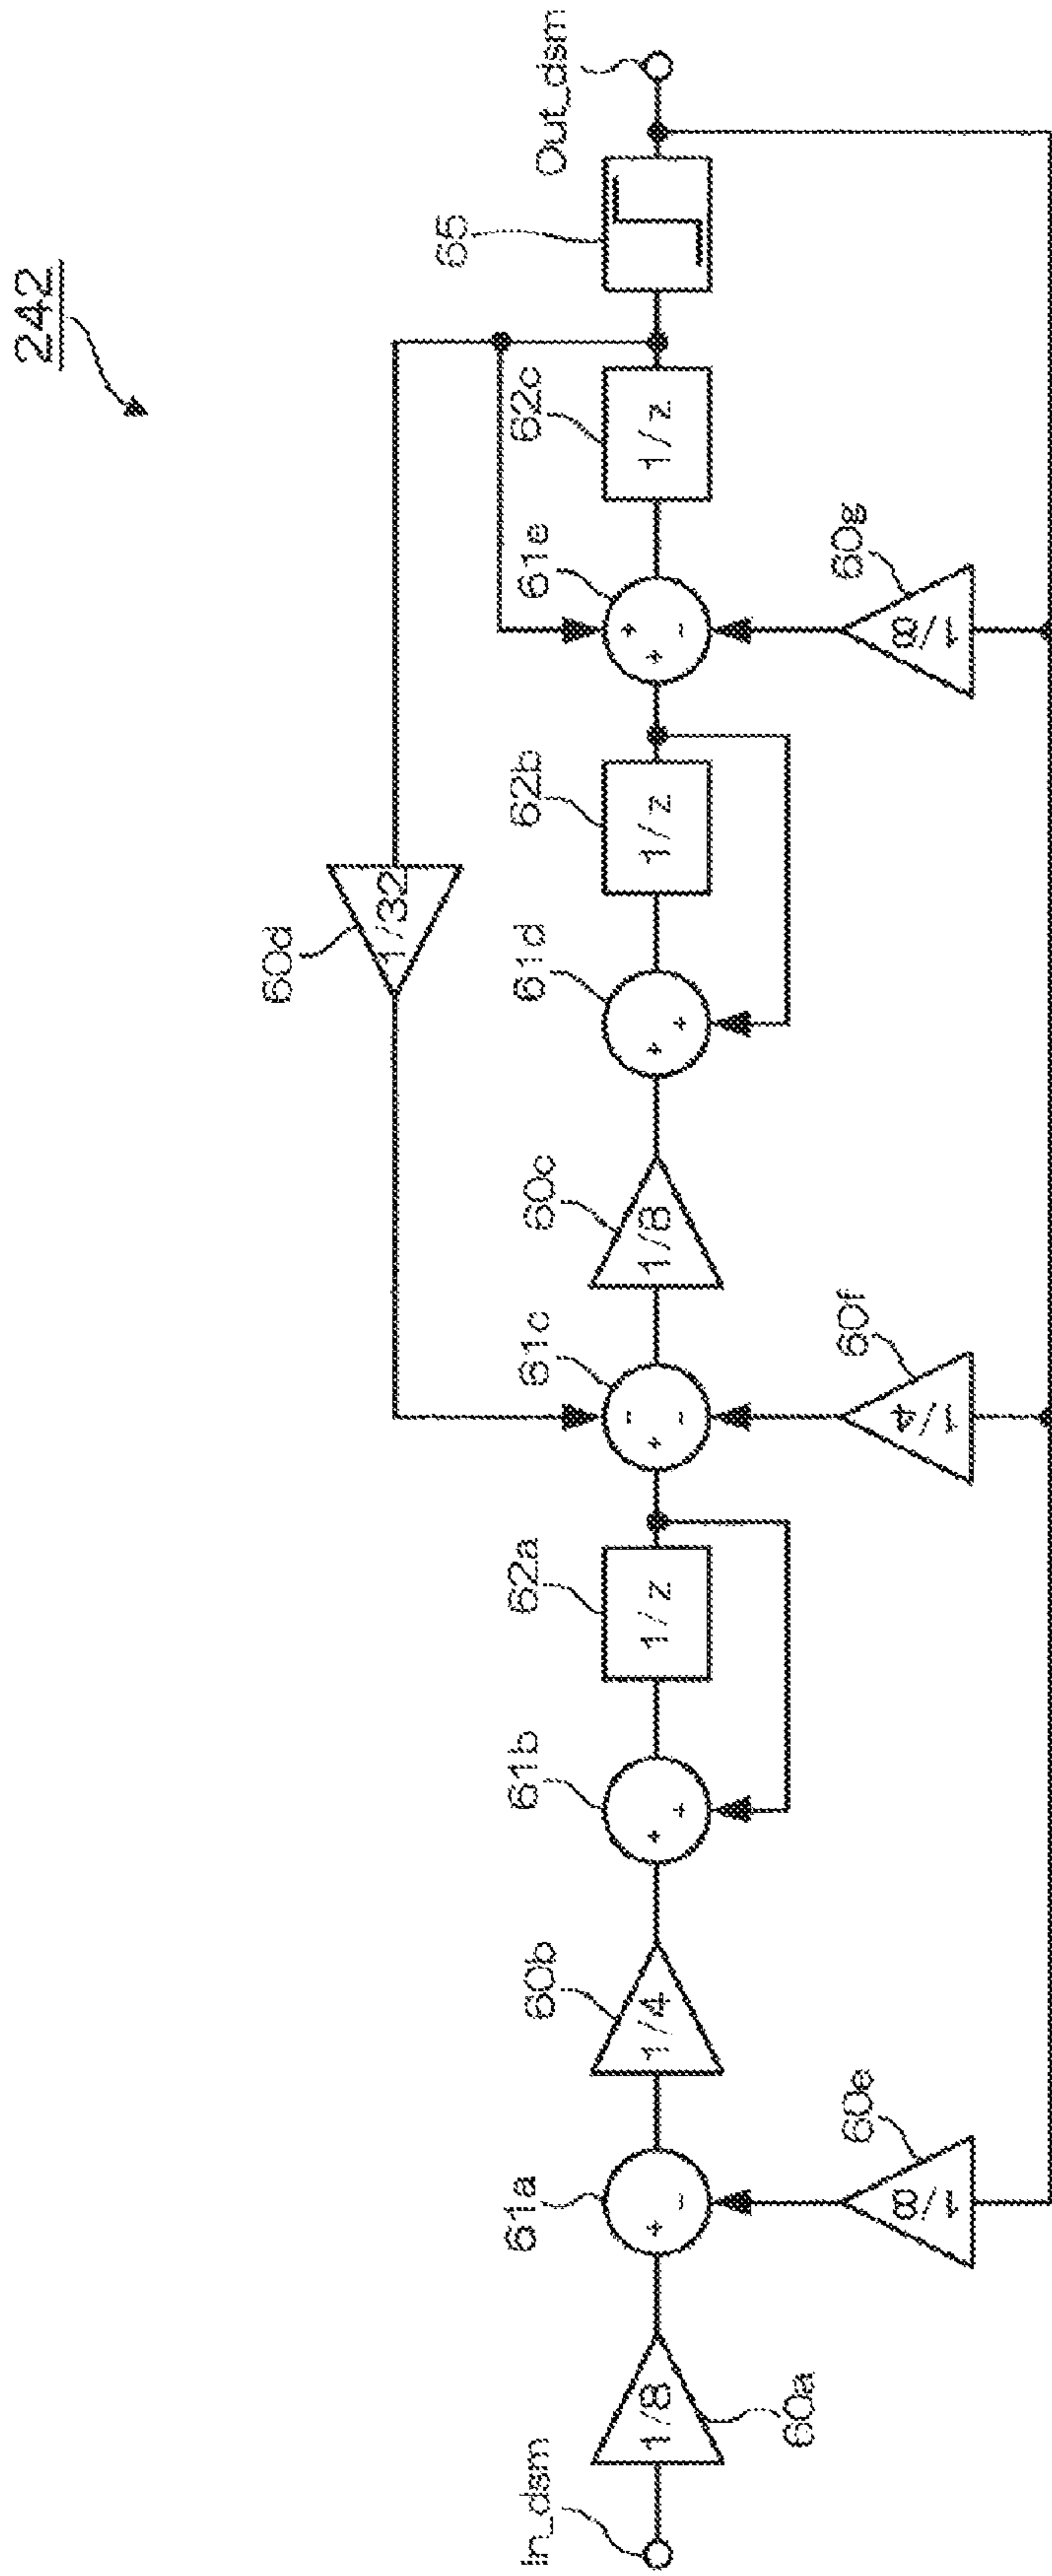 242
Out_dsm
65
62c
1/z
61e
+
+
-
60g
1/8
62b
1/z
60d
1/32
61d
+
+
60c
1/8
61c
-
+
-
60f
1/4
62a
1/z
61b
+
+
60b
1/4
61a
+
-
60e
1/8
1/8
60a
In_dsm